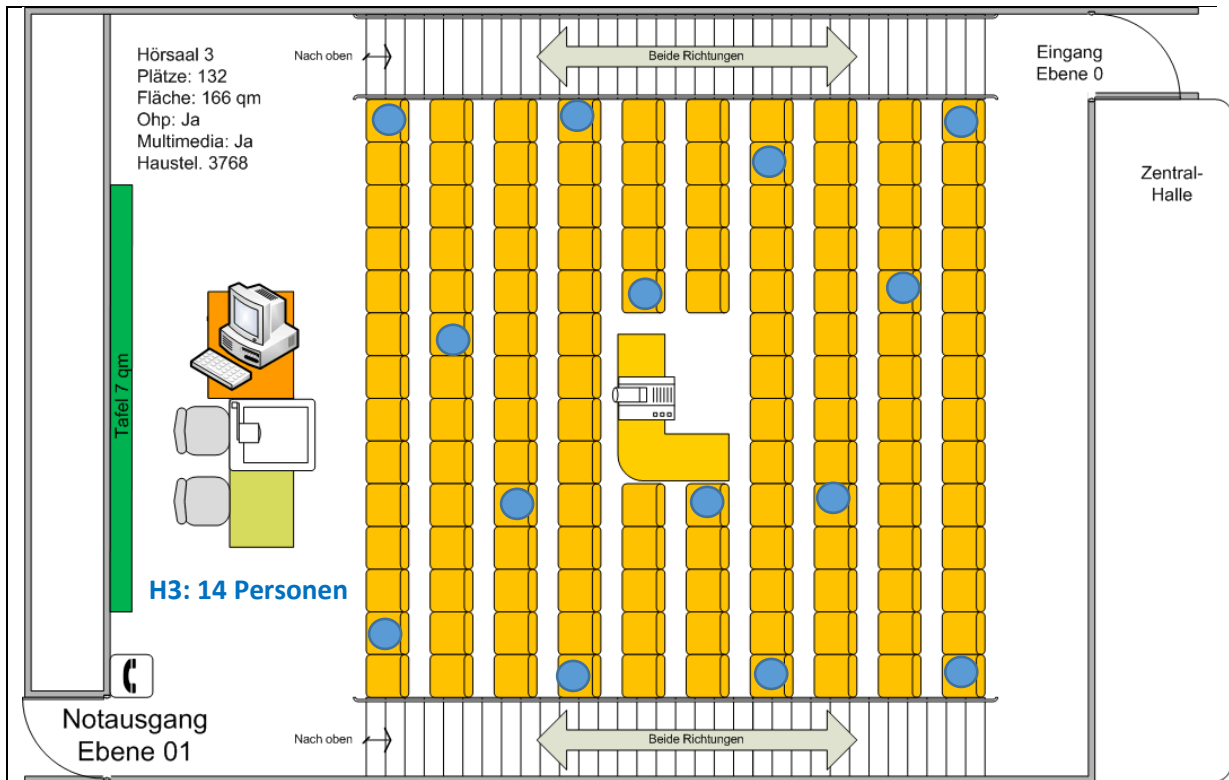 Hörsaal 3
Plätze: 132
Fläche: 166 qm
Ohp: Ja
Multimedia: Ja
Haustel. 3768
Nach oben
Beide Richtungen
Eingang
Ebene 0
Zentral-
Halle
Tafel 7 qm
H3: 14 Personen
Notausgang
Ebene 01
Nach oben
Beide Richtungen